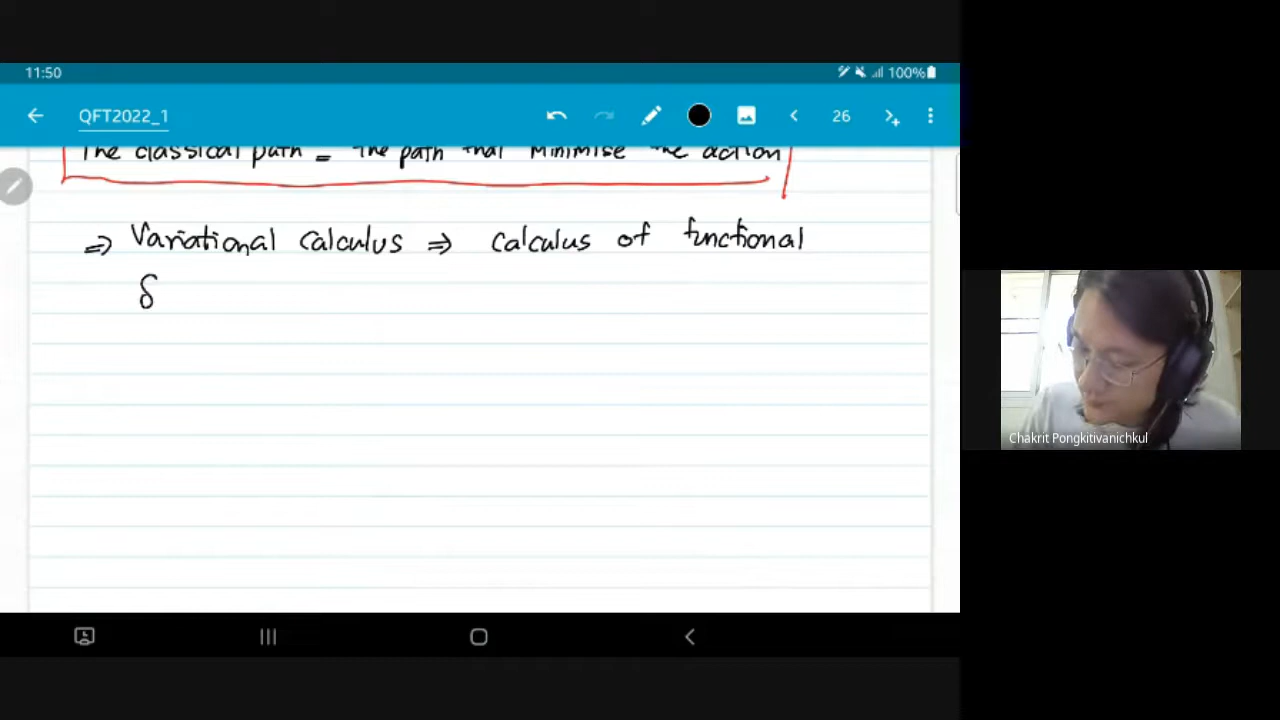 11:50
100%
QFT2022_1
26
The classical path = the path that minimise the action
⇒ Variational calculus ⇒ calculus of functional
δ
Chakrit Pongkitivanichkul